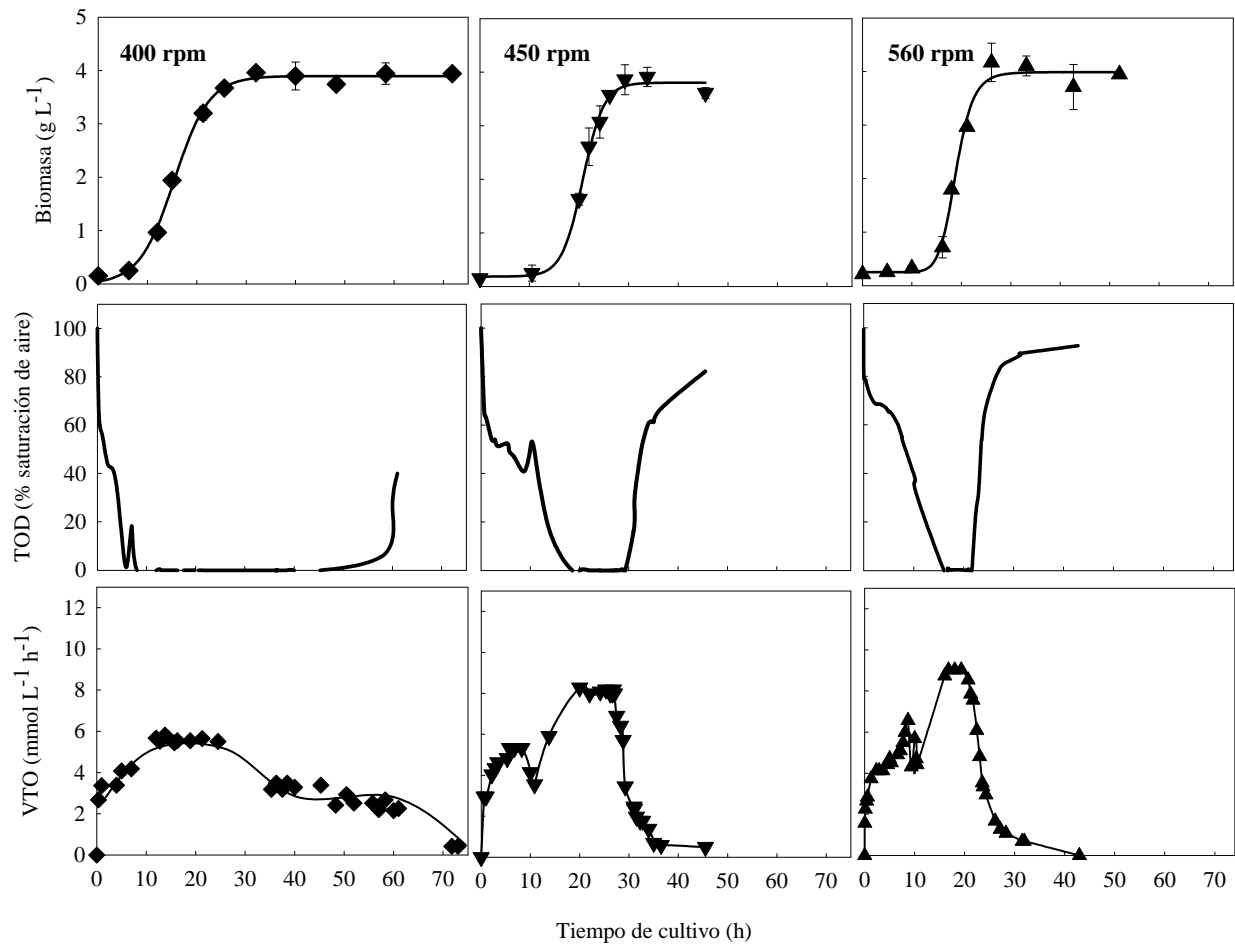 400 rpm
450 rpm
560 rpm
Biomasa (g L-1)
5
4
3
2
1
0
TOD (% saturación de aire)
100
80
60
40
20
0
VTO (mmol L-1 h-1)
12
10
8
6
4
2
0
0 10 20 30 40 50 60 70
0 10 20 30 40 50 60 70
0 10 20 30 40 50 60 70
Tiempo de cultivo (h)